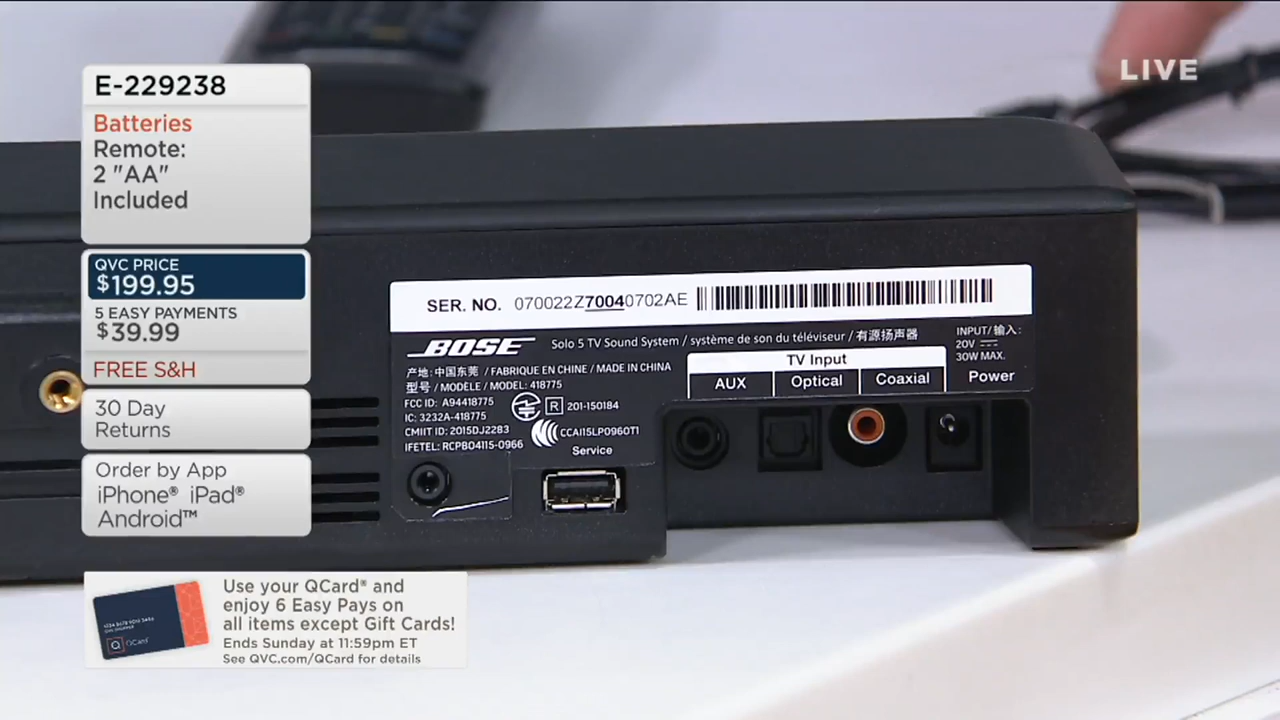 LIVE
E-229238
Batteries
Remote:
2 "AA"
Included
QVC PRICE
$199.95
5 EASY PAYMENTS
$39.99
FREE S&H
30 Day
Returns
Order by App
iPhone® iPad®
Android™
Use your QCard® and
enjoy 6 Easy Pays on
all items except Gift Cards!
Ends Sunday at 11:59pm ET
See QVC.com/QCard for details
Q QCard
SER. NO. 070022Z70040702AE
BOSE Solo 5 TV Sound System / système de son du téléviseur / 有源扬声器
产地: 中国东莞 / FABRIQUE EN CHINE / MADE IN CHINA
型号 / MODÈLE / MODEL: 418775
FCC ID: A94418775
IC: 3232A-418775
CMIIT ID: 2015DJ2283
IFETEL: RCPBO4115-0966
R 201-150184
CCAI15LP0960T1
Service
TV Input
AUX Optical Coaxial
INPUT/ 输入:
20V
30W MAX.
Power